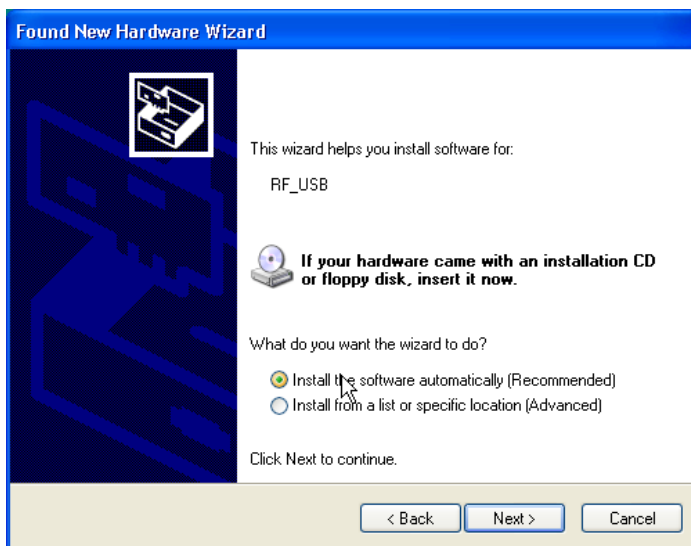 Found New Hardware Wizard
This wizard helps you install software for:
RF_USB
If your hardware came with an installation CD
or floppy disk, insert it now.
What do you want the wizard to do?
Install the software automatically (Recommended)
Install from a list or specific location (Advanced)
Click Next to continue.
< Back Next > Cancel